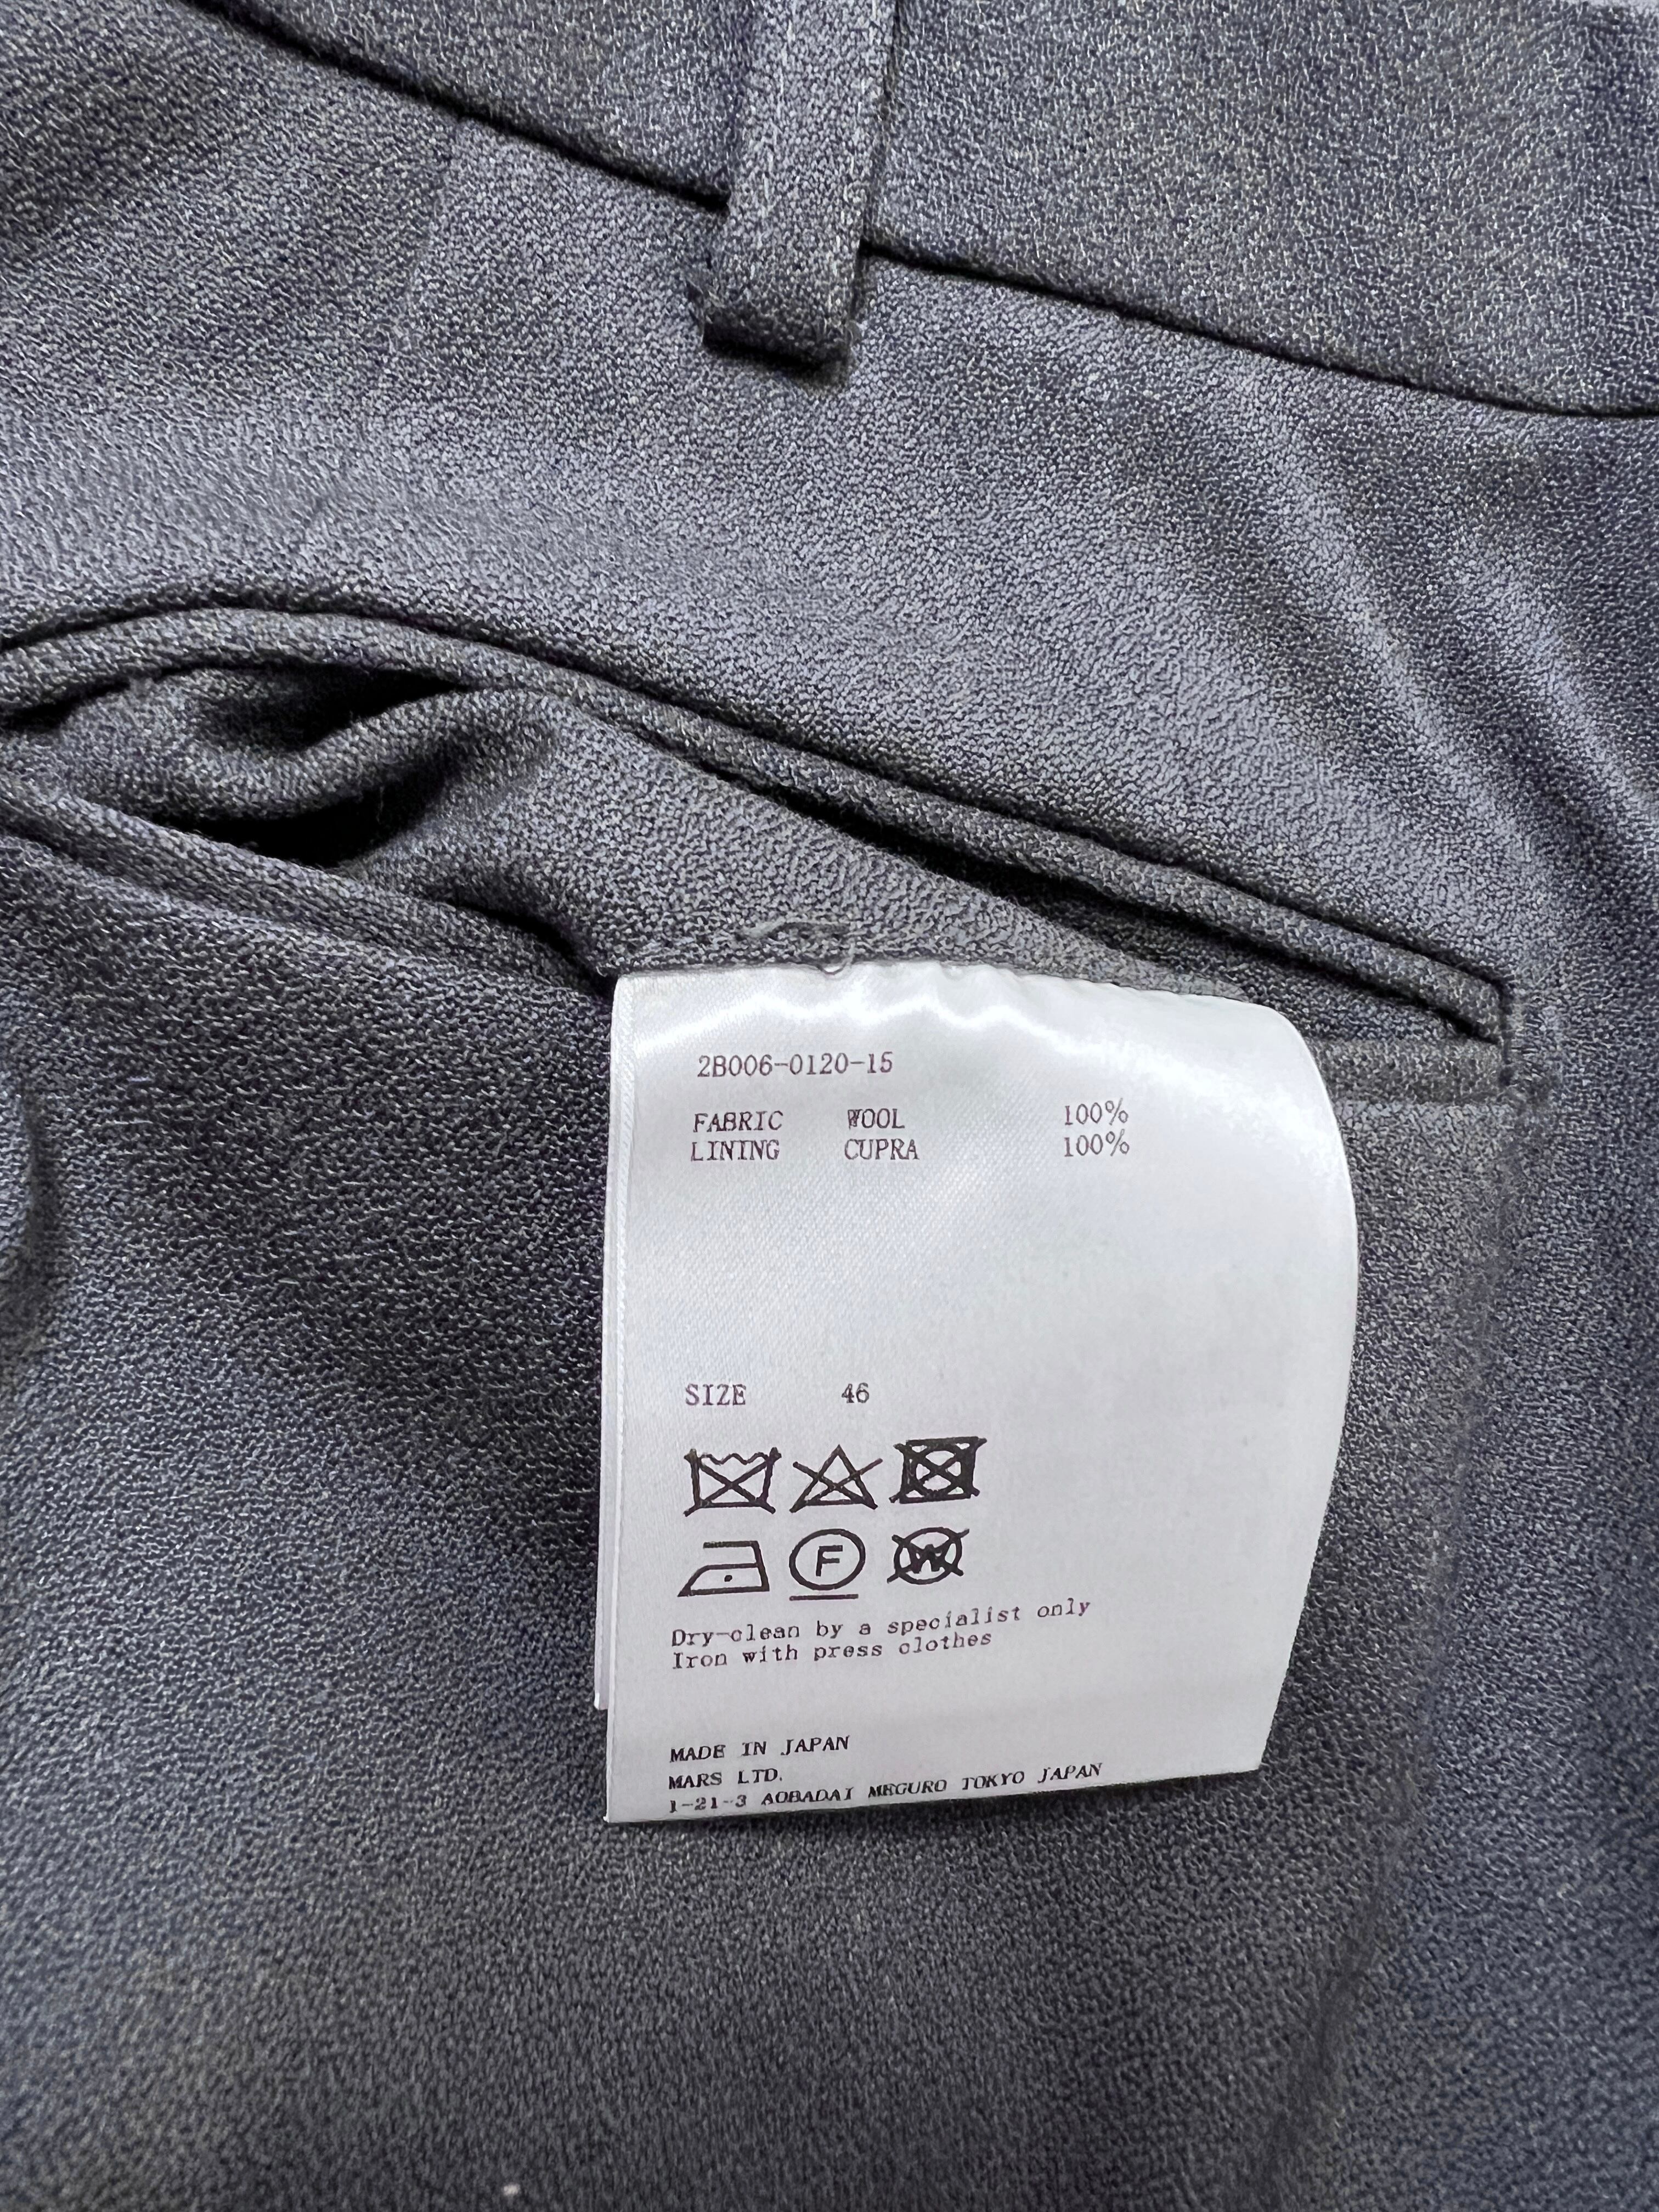 2B006-0120-15
FABRIC WOOL 100%
LINING CUPRA 100%
SIZE 46
F
W
Dry-clean by a specialist only
Iron with press clothes
MADE IN JAPAN
MARS LTD.
1-21-3 AOBADAI MEGURO TOKYO JAPAN